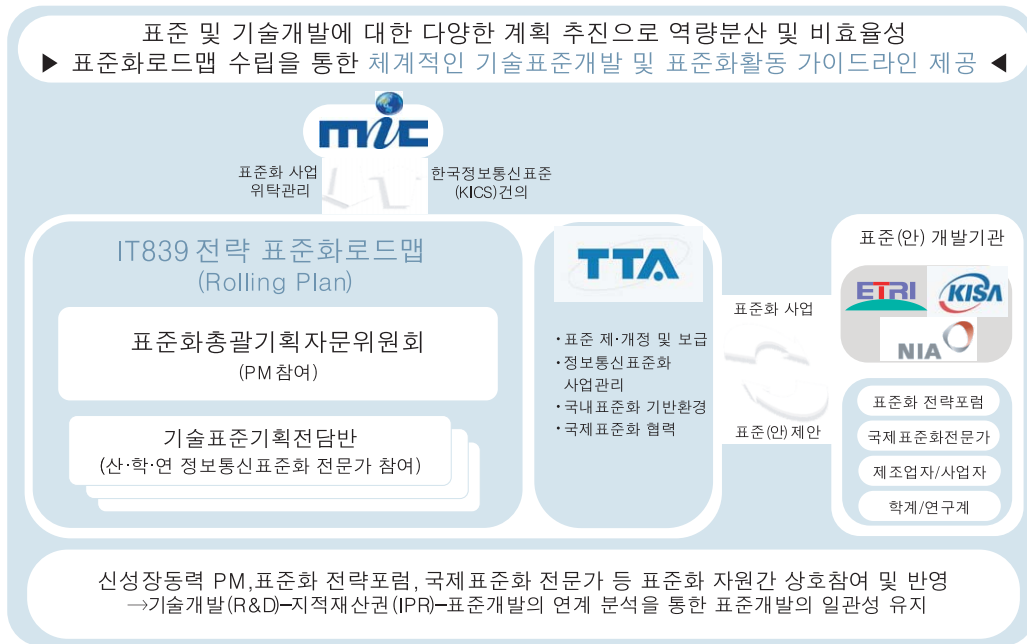 표준 및 기술개발에 대한 다양한 계획 추진으로 역량분산 및 비효율성
▶ 표준화로드맵 수립을 통한 체계적인 기술표준개발 및 표준화활동 가이드라인 제공 ◀
mic
표준화 사업
위탁관리
한국정보통신표준
(KICS)건의
IT839 전략 표준화로드맵
(Rolling Plan)
표준화총괄기획자문위원회
(PM 참여)
기술표준기획전담반
(산·학·연 정보통신표준화 전문가 참여)
TTA
·표준 제·개정 및 보급
·정보통신표준화
사업관리
·국내표준화 기반환경
·국제표준화 협력
표준화 사업
표준(안) 제안
표준(안) 개발기관
ETRI
KISA
NIA
표준화 전략포럼
국제표준화전문가
제조업자/사업자
학계/연구계
신성장동력 PM,표준화 전략포럼, 국제표준화 전문가 등 표준화 자원간 상호참여 및 반영
→기술개발(R&D)–지적재산권(IPR)–표준개발의 연계 분석을 통한 표준개발의 일관성 유지